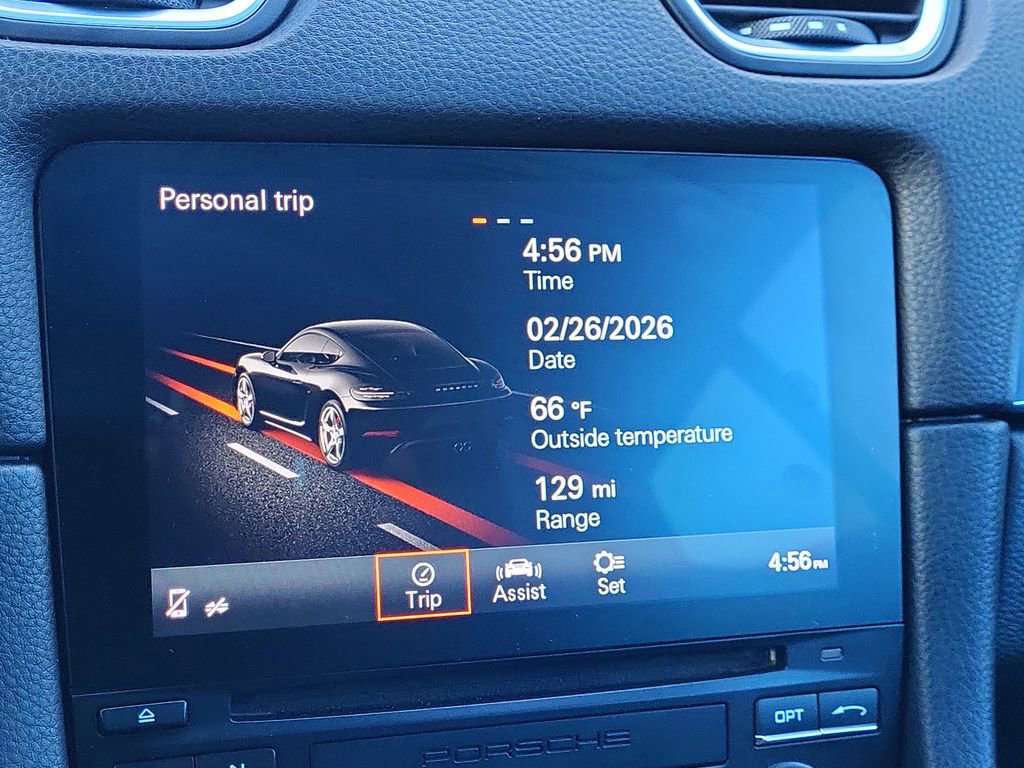 Personal trip
4:56 PM
Time
02/26/2026
Date
66 °F
Outside temperature
129 mi
Range
PORSCHE
Trip
Assist
Set
4:56 PM
OPT
PORSCHE